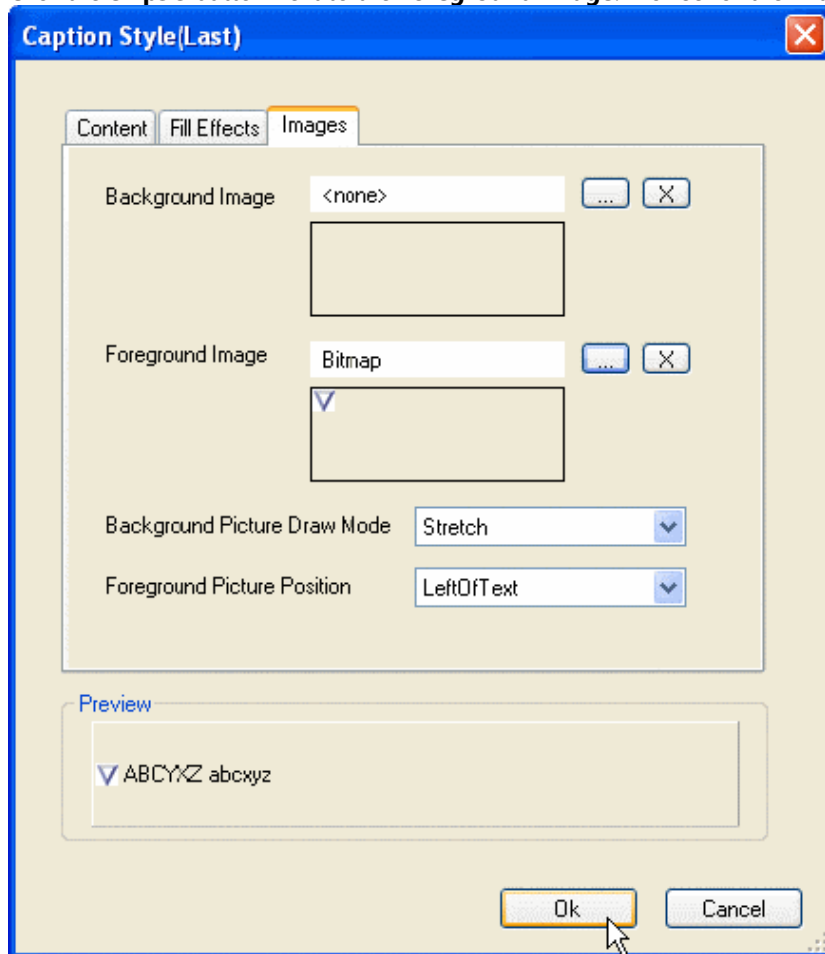 Caption Style(Last)
Content Fill Effects Images
Background Image <none> ... X
Foreground Image Bitmap ... X
Background Picture Draw Mode Stretch
Foreground Picture Position LeftOfText
Preview
ABCYXZ abcxyz
Ok Cancel